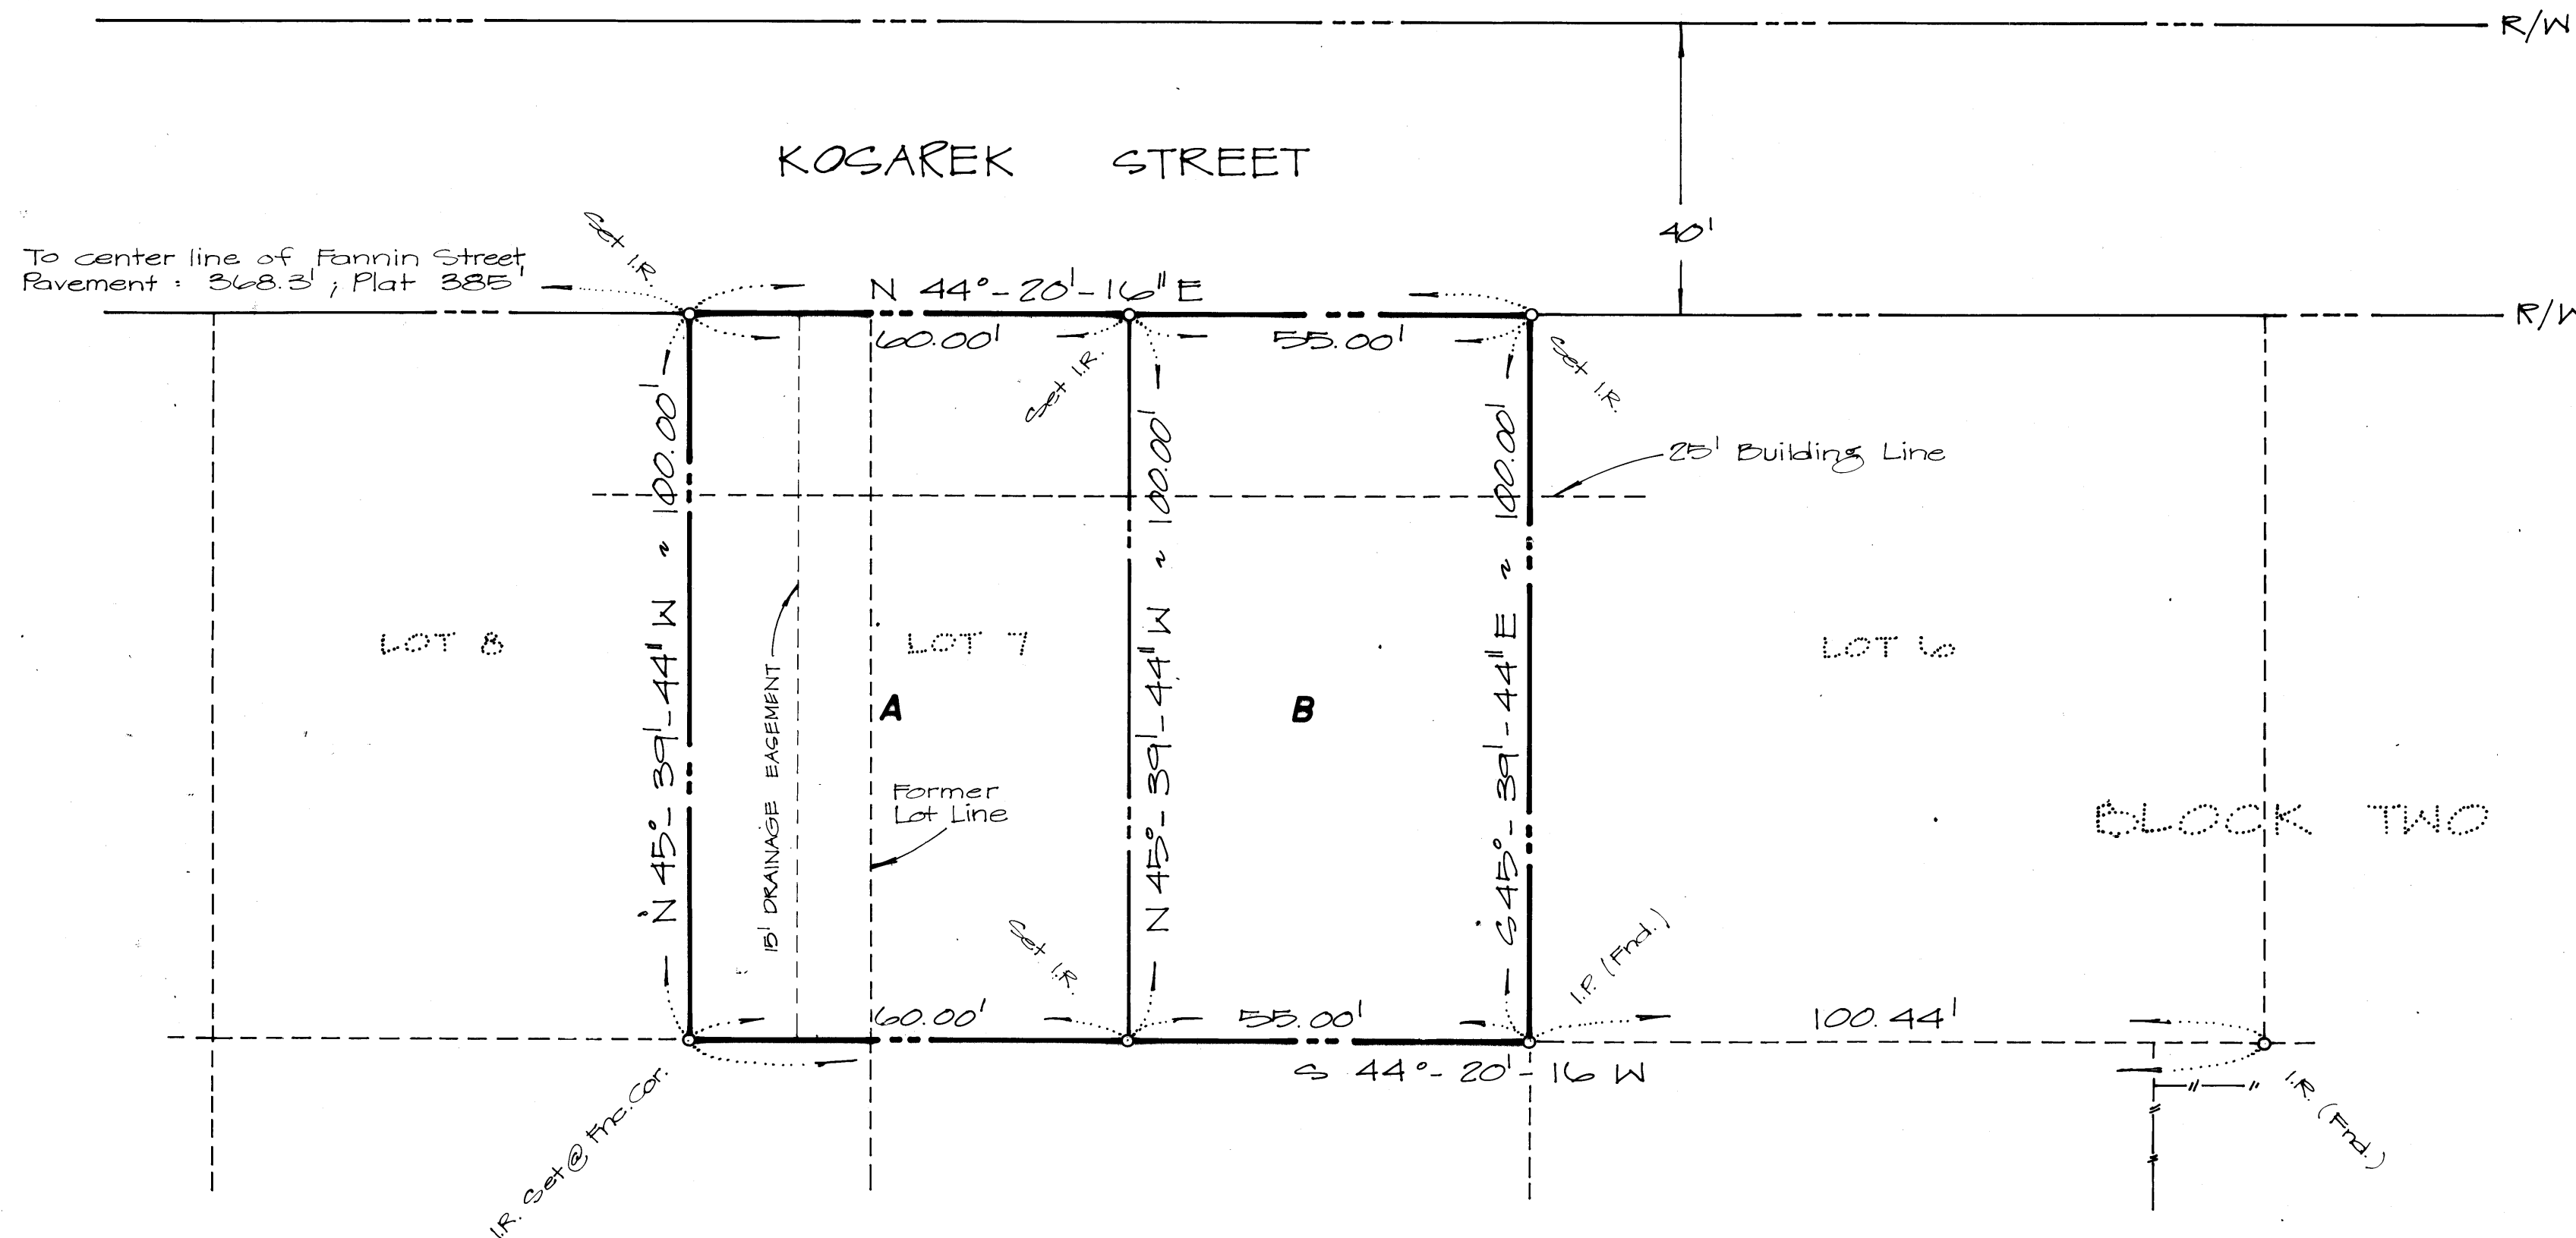 R/W
KOSAREK STREET
40'
Set I.R.
To center line of Fannin Street
Pavement : 368.3' ; Plat 385'
N 44°-20'-16" E
R/W
60.00'
55.00'
Set I.R.
Set I.R.
25' Building Line
N 45°-39'-44" W ~ 100.00'
N 45°-39'-44" W ~ 100.00'
S 45°-39'-44" E ~ 100.00'
LOT 8
LOT 7
LOT 6
15' DRAINAGE EASEMENT
A
B
Former
Lot Line
BLOCK TWO
Set I.R.
I.P. (Fnd.)
60.00'
55.00'
100.44'
S 44°-20'-16 W
I.R. Set @ Fnc. Cor.
I.R. (Fnd.)